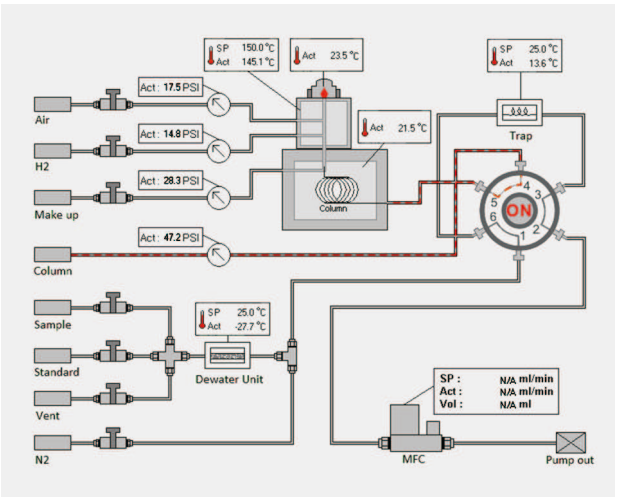 SP 150.0 °C
Act 145.1 °C
Act 23.5 °C
SP 25.0 °C
Act 13.6 °C
Act : 17.5 PSI
Air
Trap
Act : 14.8 PSI
H2
Act 21.5 °C
Act : 28.3 PSI
Make up
Column
4
3
5
ON
6
2
1
Act : 47.2 PSI
Column
SP 25.0 °C
Act -27.7 °C
Sample
Standard
Dewater Unit
Vent
SP : N/A ml/min
Act : N/A ml/min
Vol : N/A ml
N2
MFC
Pump out